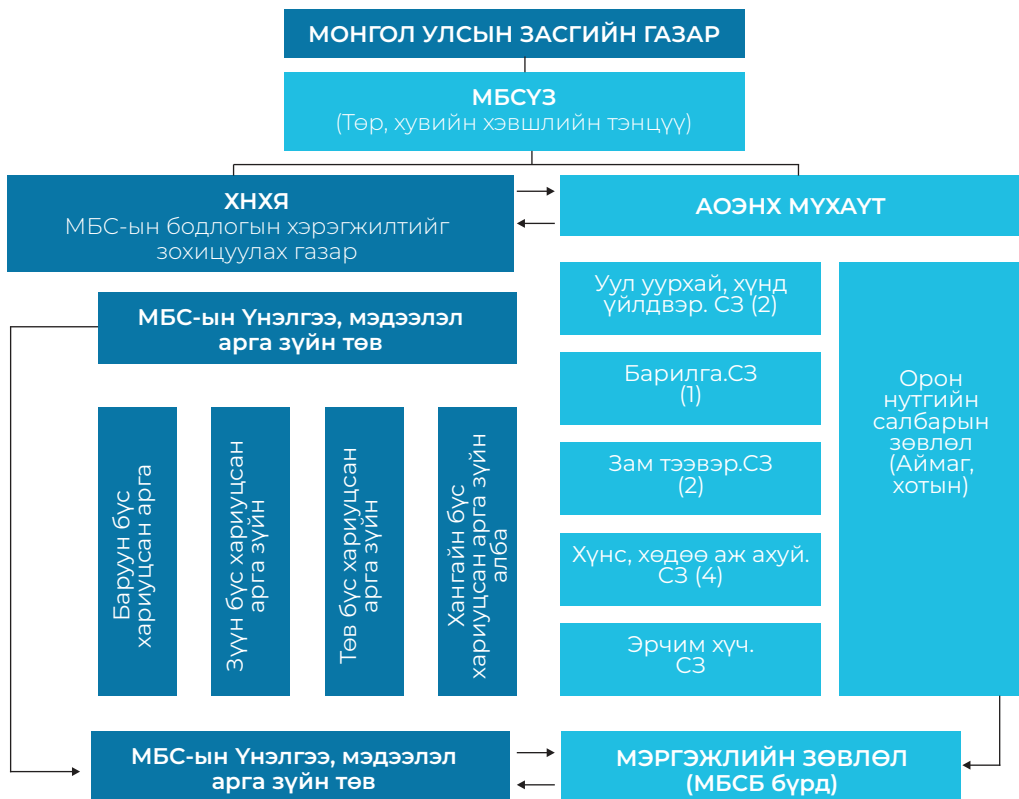 МОНГОЛ УЛСЫН ЗАСГИЙН ГАЗАР
МБСҮЗ
(Төр, хувийн хэвшлийн тэнцүү)
ХНХЯ
МБС-ын бодлогын хэрэгжилтийг
зохицуулах газар
АОЭНХ МҮХАҮТ
МБС-ын Үнэлгээ, мэдээлэл
арга зүйн төв
Баруун бүс
хариуцсан арга
Зүүн бүс хариуцсан
арга зүйн
Төв бүс хариуцсан
арга зүйн
Хангайн бүс
хариуцсан арга зүйн
алба
Уул уурхай, хүнд
үйлдвэр. СЗ (2)
Барилга.СЗ
(1)
Зам тээвэр.СЗ
(2)
Хүнс, хөдөө аж ахуй.
СЗ (4)
Эрчим хүч.
СЗ
Орон
нутгийн
салбарын
зөвлөл
(Аймаг,
хотын)
МБС-ын Үнэлгээ, мэдээлэл
арга зүйн төв
МЭРГЭЖЛИЙН ЗӨВЛӨЛ
(МБСБ бүрд)